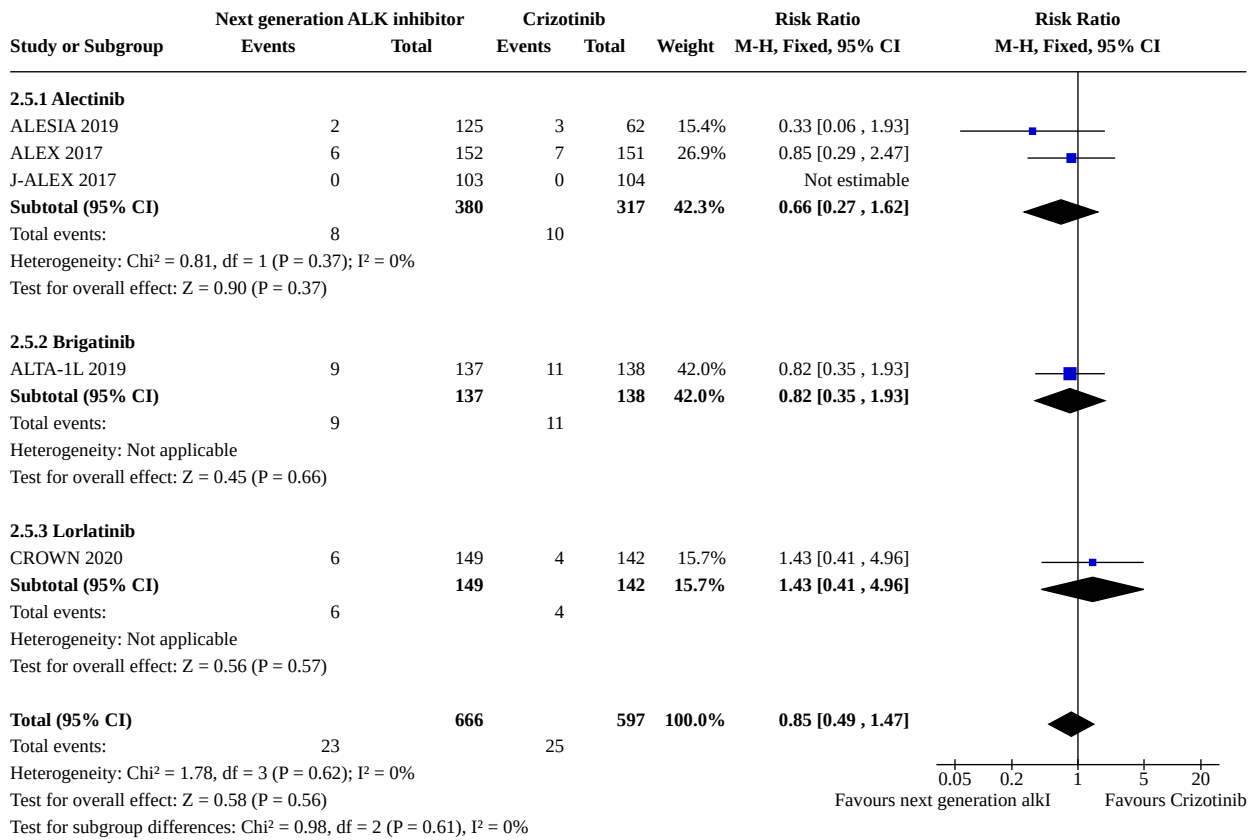 Next generation ALK inhibitor Crizotinib Risk Ratio Risk Ratio
Study or Subgroup Events Total Events Total Weight M-H, Fixed, 95% CI M-H, Fixed, 95% CI
2.5.1 Alectinib
ALESIA 2019 2 125 3 62 15.4% 0.33 [0.06 , 1.93]
ALEX 2017 6 152 7 151 26.9% 0.85 [0.29 , 2.47]
J-ALEX 2017 0 103 0 104 Not estimable
Subtotal (95% CI) 380 317 42.3% 0.66 [0.27 , 1.62]
Total events: 8 10
Heterogeneity: Chi² = 0.81, df = 1 (P = 0.37); I² = 0%
Test for overall effect: Z = 0.90 (P = 0.37)
2.5.2 Brigatinib
ALTA-1L 2019 9 137 11 138 42.0% 0.82 [0.35 , 1.93]
Subtotal (95% CI) 137 138 42.0% 0.82 [0.35 , 1.93]
Total events: 9 11
Heterogeneity: Not applicable
Test for overall effect: Z = 0.45 (P = 0.66)
2.5.3 Lorlatinib
CROWN 2020 6 149 4 142 15.7% 1.43 [0.41 , 4.96]
Subtotal (95% CI) 149 142 15.7% 1.43 [0.41 , 4.96]
Total events: 6 4
Heterogeneity: Not applicable
Test for overall effect: Z = 0.56 (P = 0.57)
Total (95% CI) 666 597 100.0% 0.85 [0.49 , 1.47]
Total events: 23 25
Heterogeneity: Chi² = 1.78, df = 3 (P = 0.62); I² = 0%
Test for overall effect: Z = 0.58 (P = 0.56)
Test for subgroup differences: Chi² = 0.98, df = 2 (P = 0.61), I² = 0%
0.05 0.2 1 5 20
Favours next generation alkI Favours Crizotinib